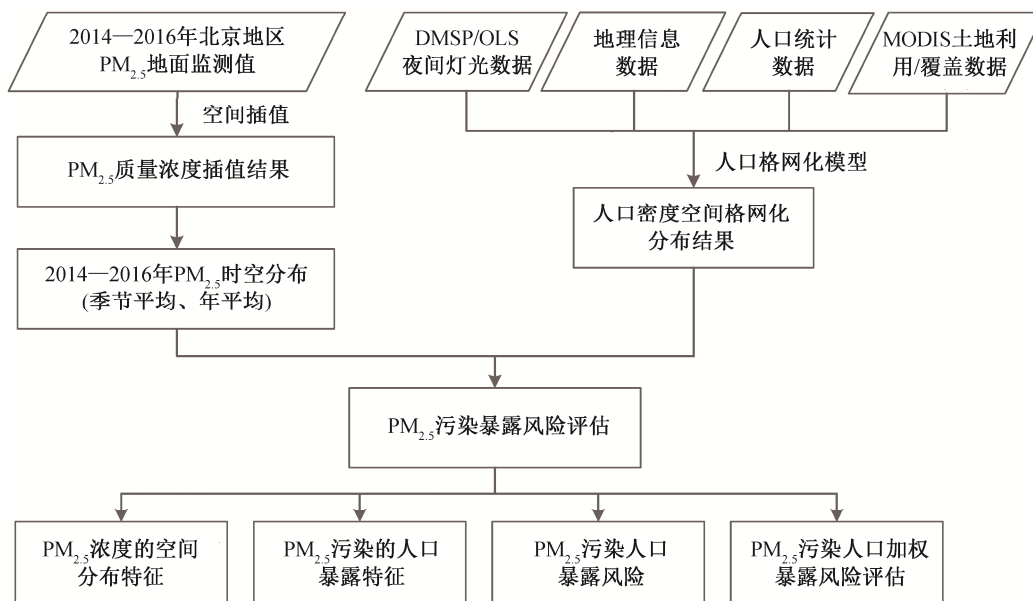 2014—2016年北京地区
PM2.5地面监测值
DMSP/OLS
夜间灯光数据
地理信息
数据
人口统计
数据
MODIS土地利
用/覆盖数据
空间插值
人口格网化模型
PM2.5质量浓度插值结果
人口密度空间格网化
分布结果
2014—2016年PM2.5时空分布
(季节平均、年平均)
PM2.5污染暴露风险评估
PM2.5浓度的空间
分布特征
PM2.5污染的人口
暴露特征
PM2.5污染人口
暴露风险
PM2.5污染人口加权
暴露风险评估